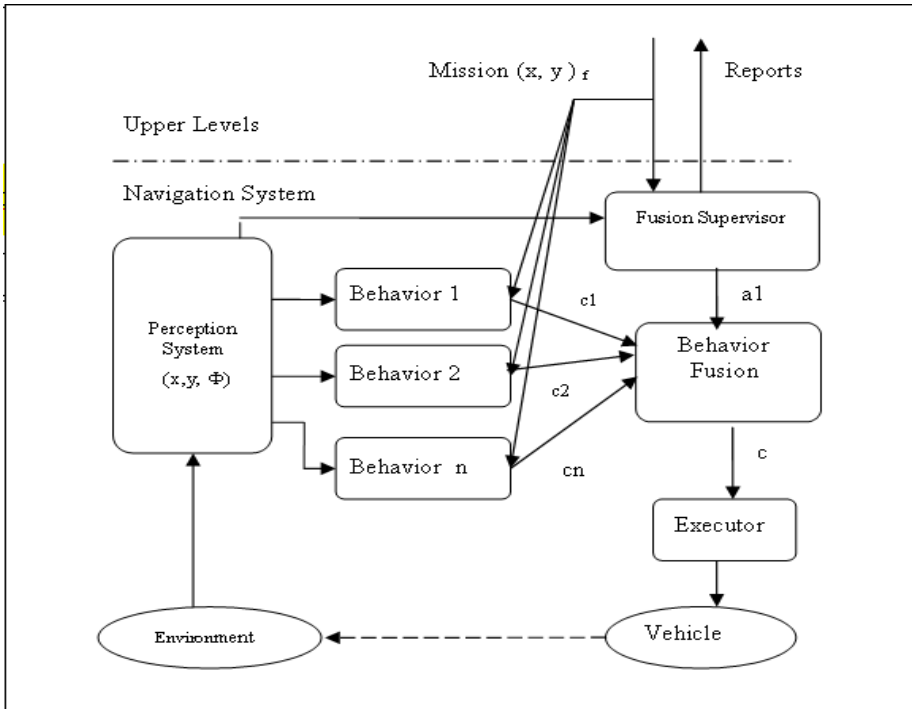 Mission (x, y) f
Reports
Upper Levels
Navigation System
Fusion Supervisor
Behavior 1
c1
a1
Perception
System
(x,y, Φ)
Behavior
Fusion
Behavior 2
c2
Behavior n
cn
c
Executor
Environment
Vehicle